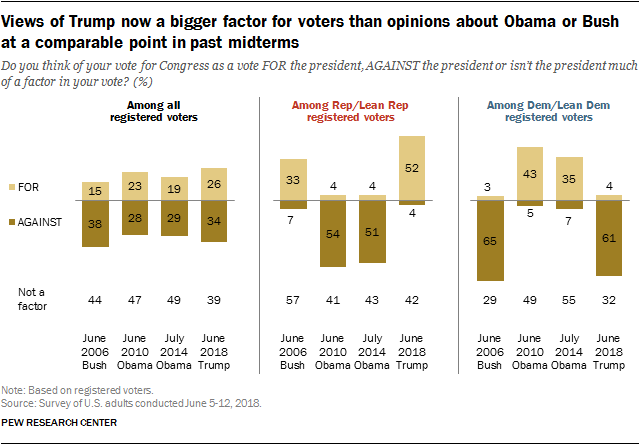 Views of Trump now a bigger factor for voters than opinions about Obama or Bush
at a comparable point in past midterms
Do you think of your vote for Congress as a vote FOR the president, AGAINST the president or isn't the president much
of a factor in your vote? (%)
Among all
registered voters
FOR
15 23 19 26
AGAINST
38 28 29 34
Not a
factor
44 47 49 39
June
2006
Bush
June
2010
Obama
July
2014
Obama
June
2018
Trump
Among Rep/Lean Rep
registered voters
33 4 4 52
7 54 51 4
57 41 43 42
June
2006
Bush
June
2010
Obama
July
2014
Obama
June
2018
Trump
Among Dem/Lean Dem
registered voters
3 43 35 4
65 5 7 61
29 49 55 32
June
2006
Bush
June
2010
Obama
July
2014
Obama
June
2018
Trump
Note: Based on registered voters.
Source: Survey of U.S. adults conducted June 5-12, 2018.
PEW RESEARCH CENTER